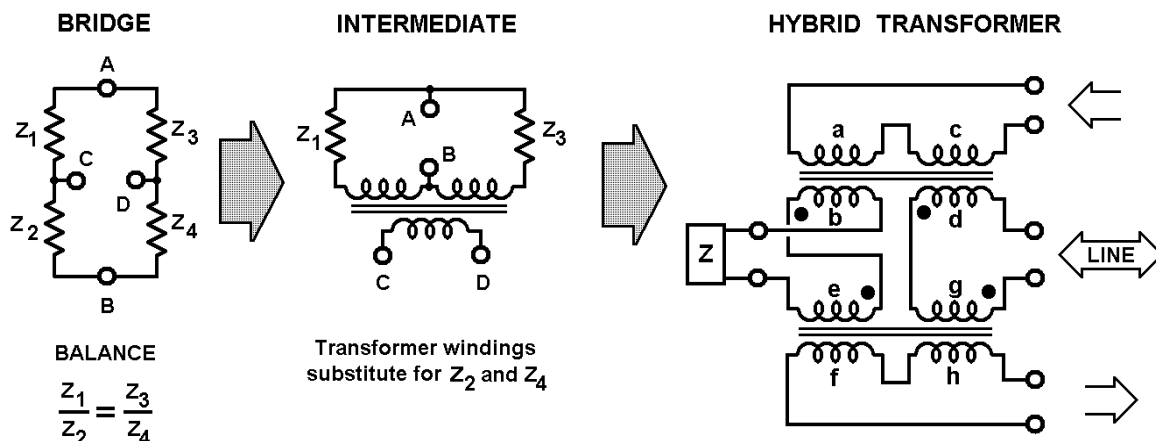 BRIDGE
A
Z1
Z3
C
D
Z2
Z4
B
BALANCE
Z1/Z2 = Z3/Z4
INTERMEDIATE
Z1
A
Z3
B
C
D
Transformer windings
substitute for Z2 and Z4
HYBRID TRANSFORMER
a
c
b
d
Z
LINE
e
g
f
h